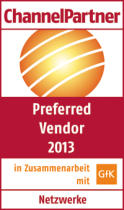 ChannelPartner
Preferred
Vendor
2013
in Zusammenarbeit
mit GfK
Netzwerke